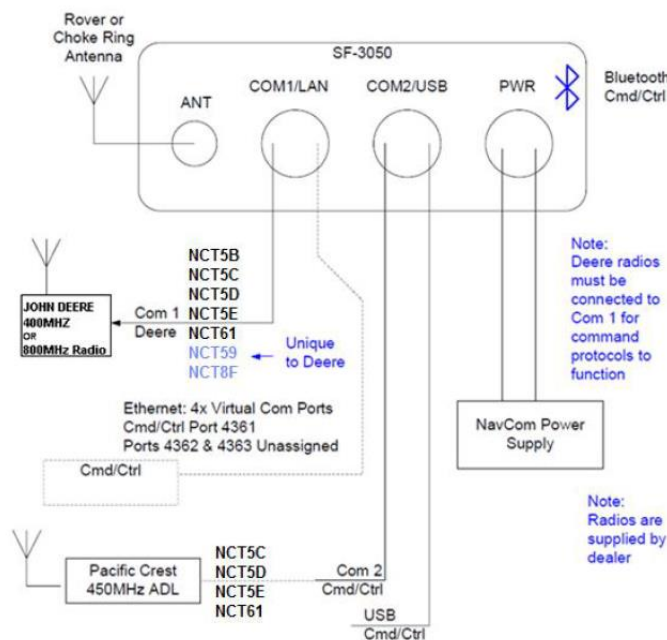 Rover or
Choke Ring
Antenna
SF-3050
ANT
COM1/LAN
COM2/USB
PWR
Bluetooth
Cmd/Ctrl
NCT5B
NCT5C
NCT5D
NCT5E
NCT61
NCT59
NCT8F
JOHN DEERE
400MHZ
OR
800MHz Radio
Com 1
Deere
Unique
to Deere
Note:
Deere radios
must be
connected to
Com 1 for
command
protocols to
function
Ethernet: 4x Virtual Com Ports
Cmd/Ctrl Port 4361
Ports 4362 & 4363 Unassigned
Cmd/Ctrl
NavCom Power
Supply
Note:
Radios are
supplied by
dealer
Pacific Crest
450MHz ADL
NCT5C
NCT5D
NCT5E
NCT61
Com 2
Cmd/Ctrl
USB
Cmd/Ctrl